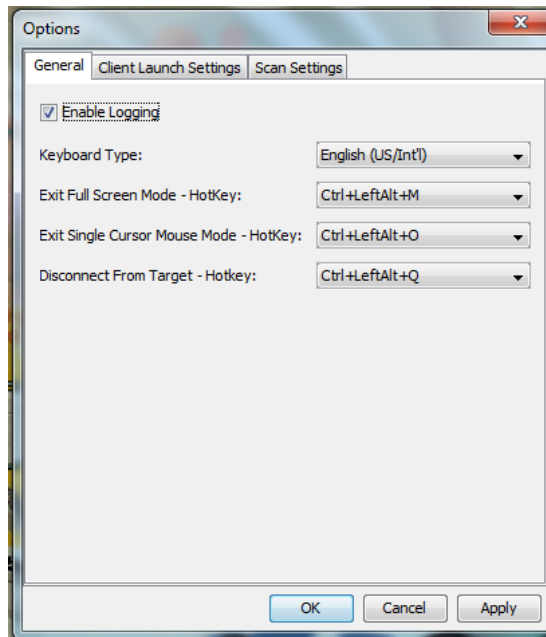 Options
General Client Launch Settings Scan Settings
Enable Logging
Keyboard Type: English (US/Int'l)
Exit Full Screen Mode - HotKey: Ctrl+LeftAlt+M
Exit Single Cursor Mouse Mode - HotKey: Ctrl+LeftAlt+O
Disconnect From Target - Hotkey: Ctrl+LeftAlt+Q
OK Cancel Apply